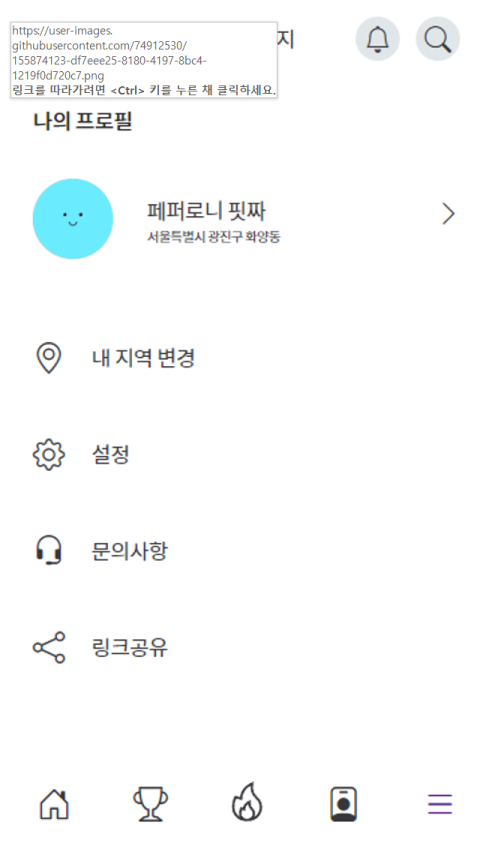 https://user-images.
githubusercontent.com/74912530/
155874123-df7eee25-8180-4197-8bc4-
1219f0d720c7.png
링크를 따라가려면 <Ctrl> 키를 누른 채 클릭하세요.
지
나의 프로필
페퍼로니 핏짜
서울특별시 광진구 화양동
내 지역 변경
설정
문의사항
링크공유